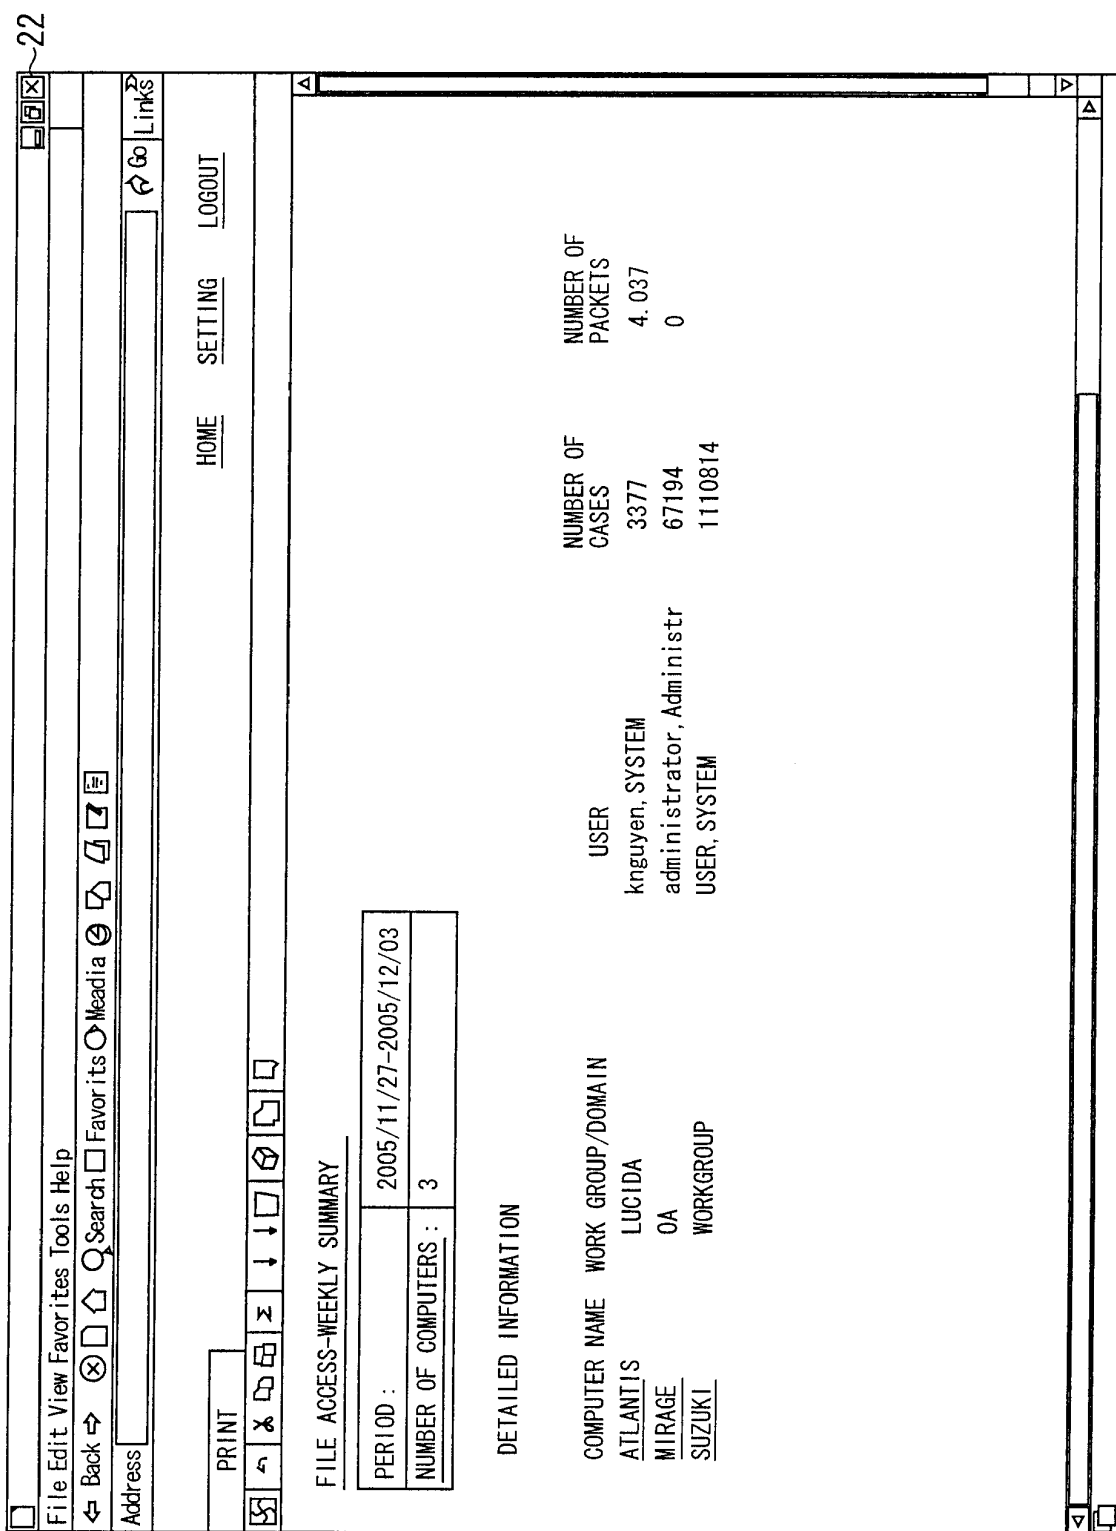 22
File Edit View Favorites Tools Help
Back Search Favorits Meadia
Address Go Links
HOME SETTING LOGOUT
PRINT
FILE ACCESS-WEEKLY SUMMARY
PERIOD : 2005/11/27-2005/12/03
NUMBER OF COMPUTERS : 3
DETAILED INFORMATION
COMPUTER NAME WORK GROUP/DOMAIN USER NUMBER OF CASES NUMBER OF PACKETS
ATLANTIS LUCIDA knguyen, SYSTEM 3377 4.037
MIRAGE OA administrator, Administr 67194 0
SUZUKI WORKGROUP USER, SYSTEM 1110814